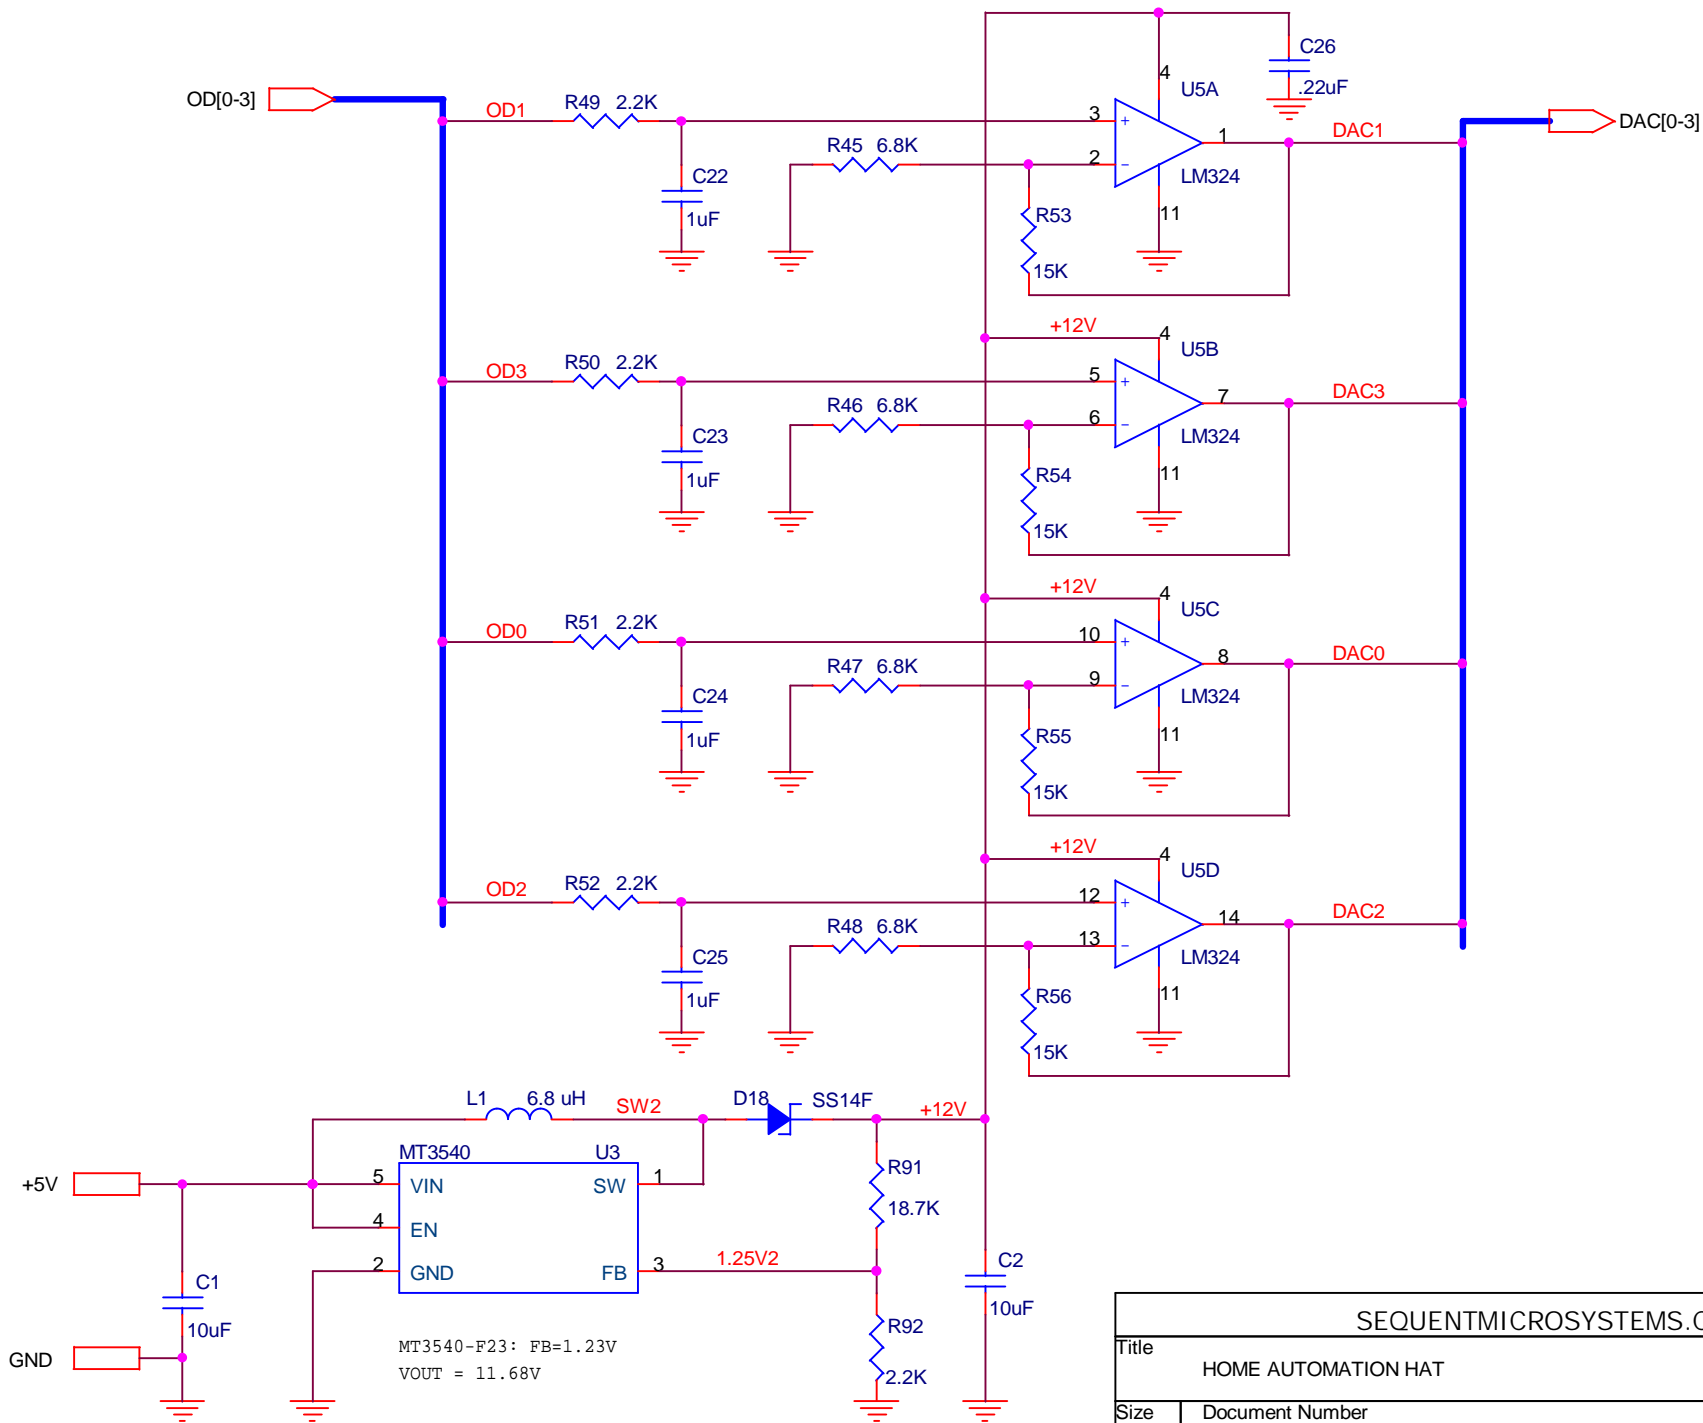 OD[0-3]
OD1
R49 2.2K
C22
1uF
R45 6.8K
3
2
4
U5A
LM324
11
1
C26
.22uF
R53
15K
DAC1
DAC[0-3]
OD3
R50 2.2K
C23
1uF
R46 6.8K
+12V
5
6
4
U5B
LM324
11
7
R54
15K
DAC3
OD0
R51 2.2K
C24
1uF
R47 6.8K
+12V
10
9
4
U5C
LM324
11
8
R55
15K
DAC0
OD2
R52 2.2K
C25
1uF
R48 6.8K
+12V
12
13
4
U5D
LM324
11
14
R56
15K
DAC2
L1 6.8 uH
SW2
D18 SS14F
+12V
MT3540 U3
+5V
5 VIN
SW 1
4 EN
2 GND
FB 3
1.25V2
R91
18.7K
C1
10uF
GND
R92
2.2K
C2
10uF
MT3540-F23: FB=1.23V
VOUT = 11.68V
SEQUENTMICROSYSTEMS.
Title
HOME AUTOMATION HAT
Size Document Number